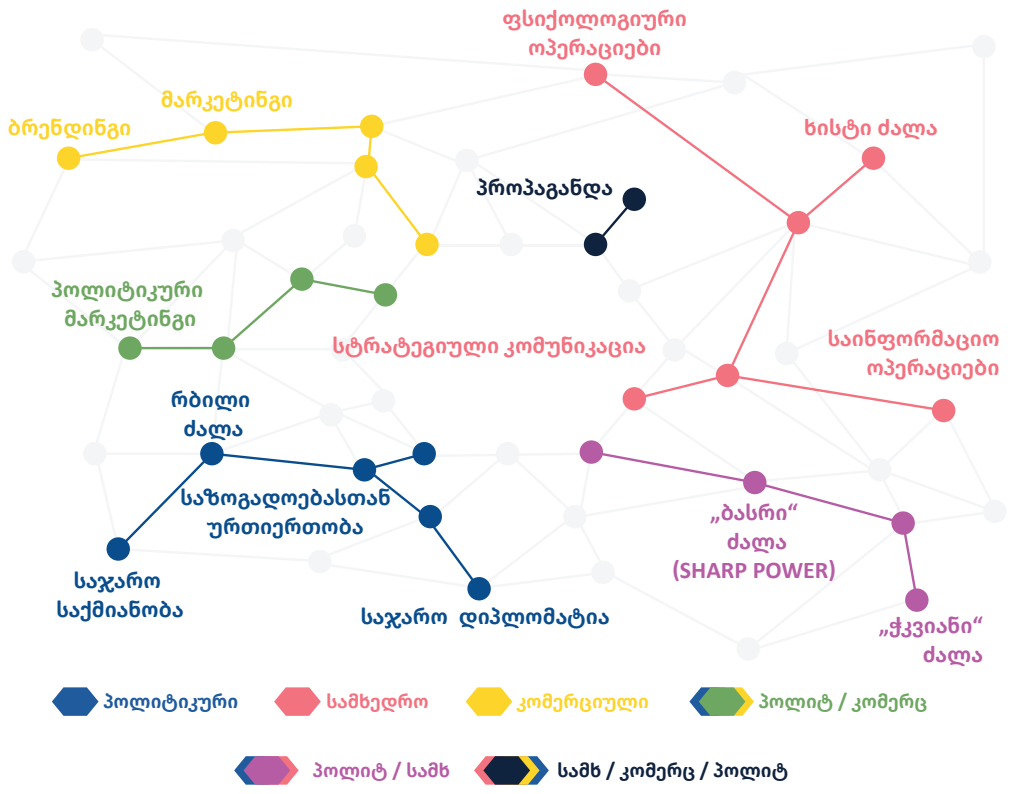 ფსიქოლოგიური
ოპერაციები
მარკეტინგი
ბრენდინგი
ხისტი ძალა
პროპაგანდა
პოლიტიკური
მარკეტინგი
სტრატეგიული კომუნიკაცია
საინფორმაციო
ოპერაციები
რბილი
ძალა
საზოგადოებასთან
ურთიერთობა
„ბასრი“
ძალა
(SHARP POWER)
საჯარო
საქმიანობა
საჯარო დიპლომატია
„ჭკვიანი“
ძალა
პოლიტიკური
სამხედრო
კომერციული
პოლიტ / კომერც
პოლიტ / სამხ
სამხ / კომერც / პოლიტ